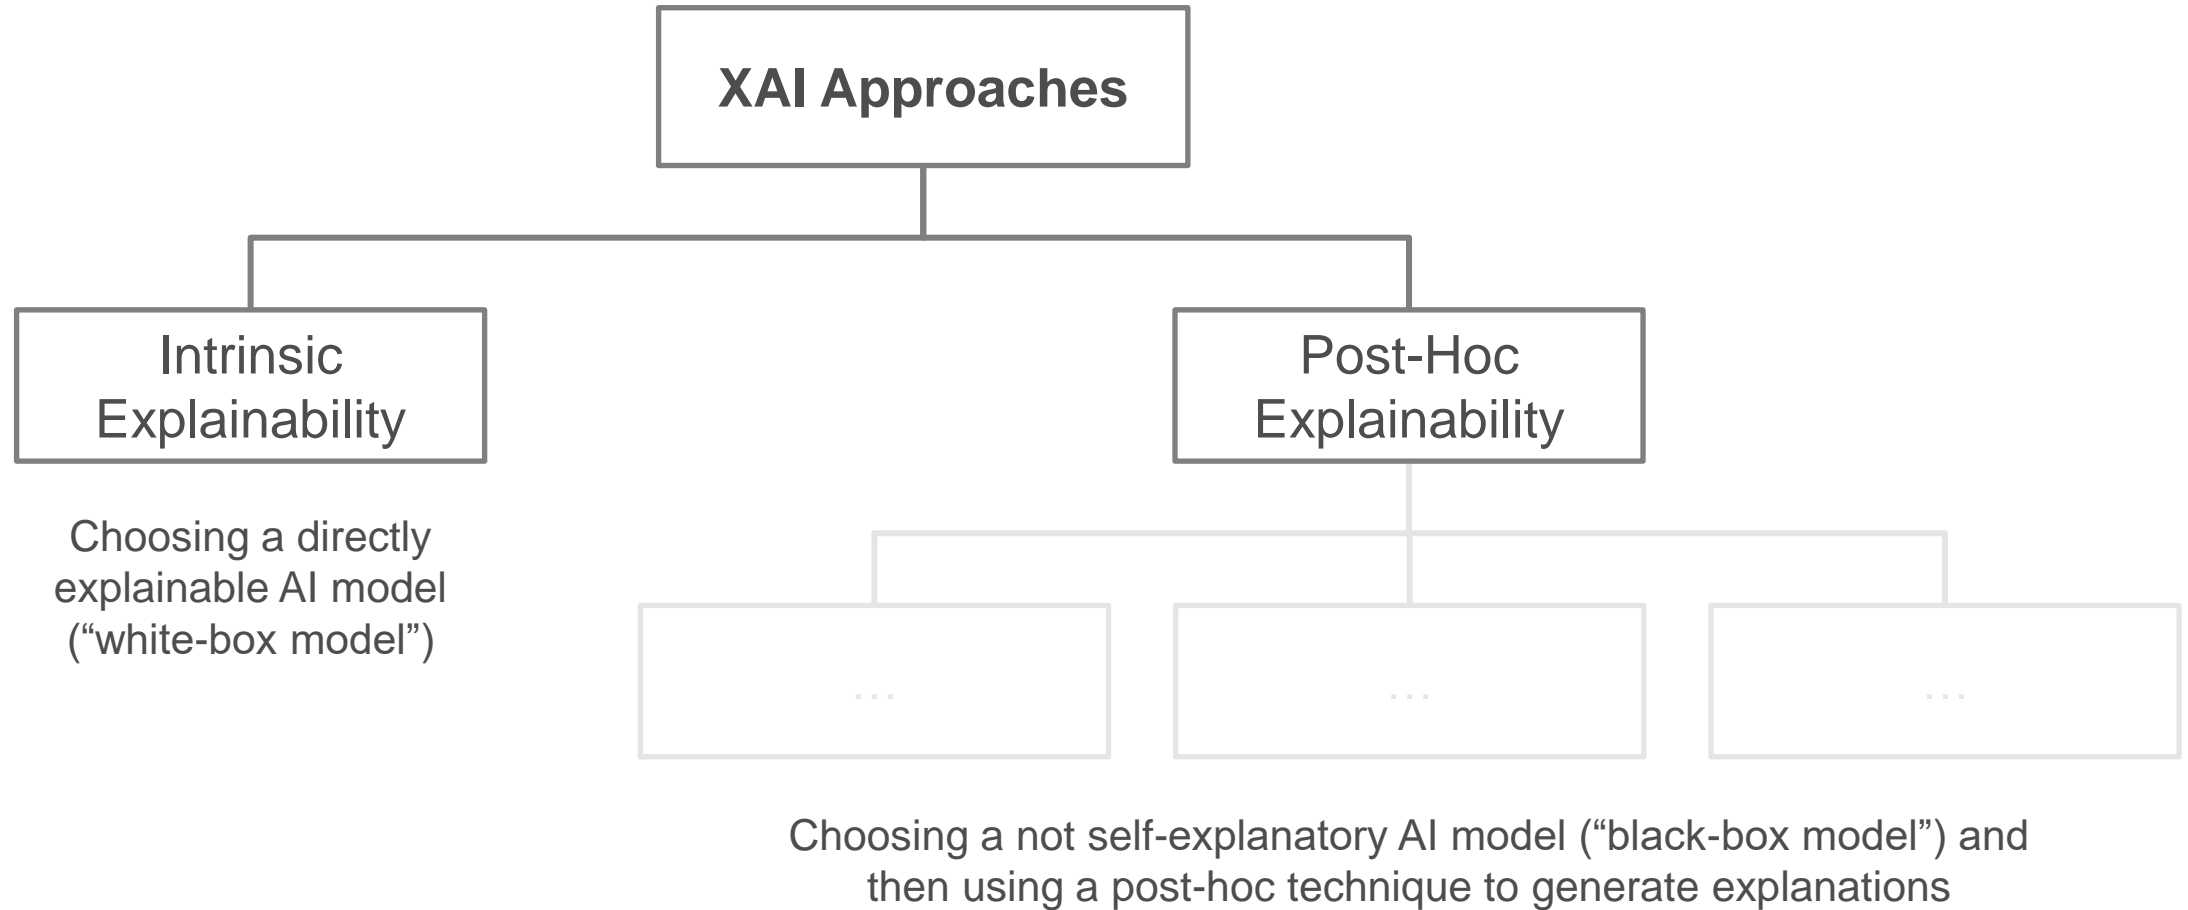 XAI Approaches
Intrinsic
Explainability
Post-Hoc
Explainability
Choosing a directly
explainable AI model
(“white-box model”)
...
...
...
Choosing a not self-explanatory AI model (“black-box model”) and
then using a post-hoc technique to generate explanations